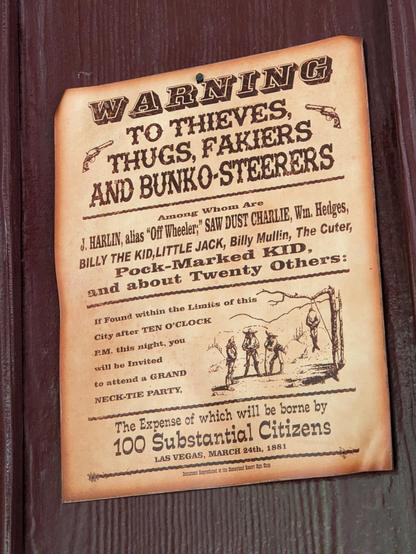 WARNING
TO THIEVES,
THUGS, FAKIERS
AND BUNKO-STEERERS
Among Whom Are
J. HARLIN, alias "Off Wheeler;" SAW DUST CHARLIE, Wm. Hedges,
BILLY THE KID, LITTLE JACK, Billy Mullin, The Cuter,
Pock-Marked KID,
and about Twenty Others:
If Found within the Limits of this
City after TEN O'CLOCK
P.M. this night, you
will be Invited
to attend a GRAND
NECK-TIE PARTY,
The Expense of which will be borne by
100 Substantial Citizens
LAS VEGAS, MARCH 24th, 1881